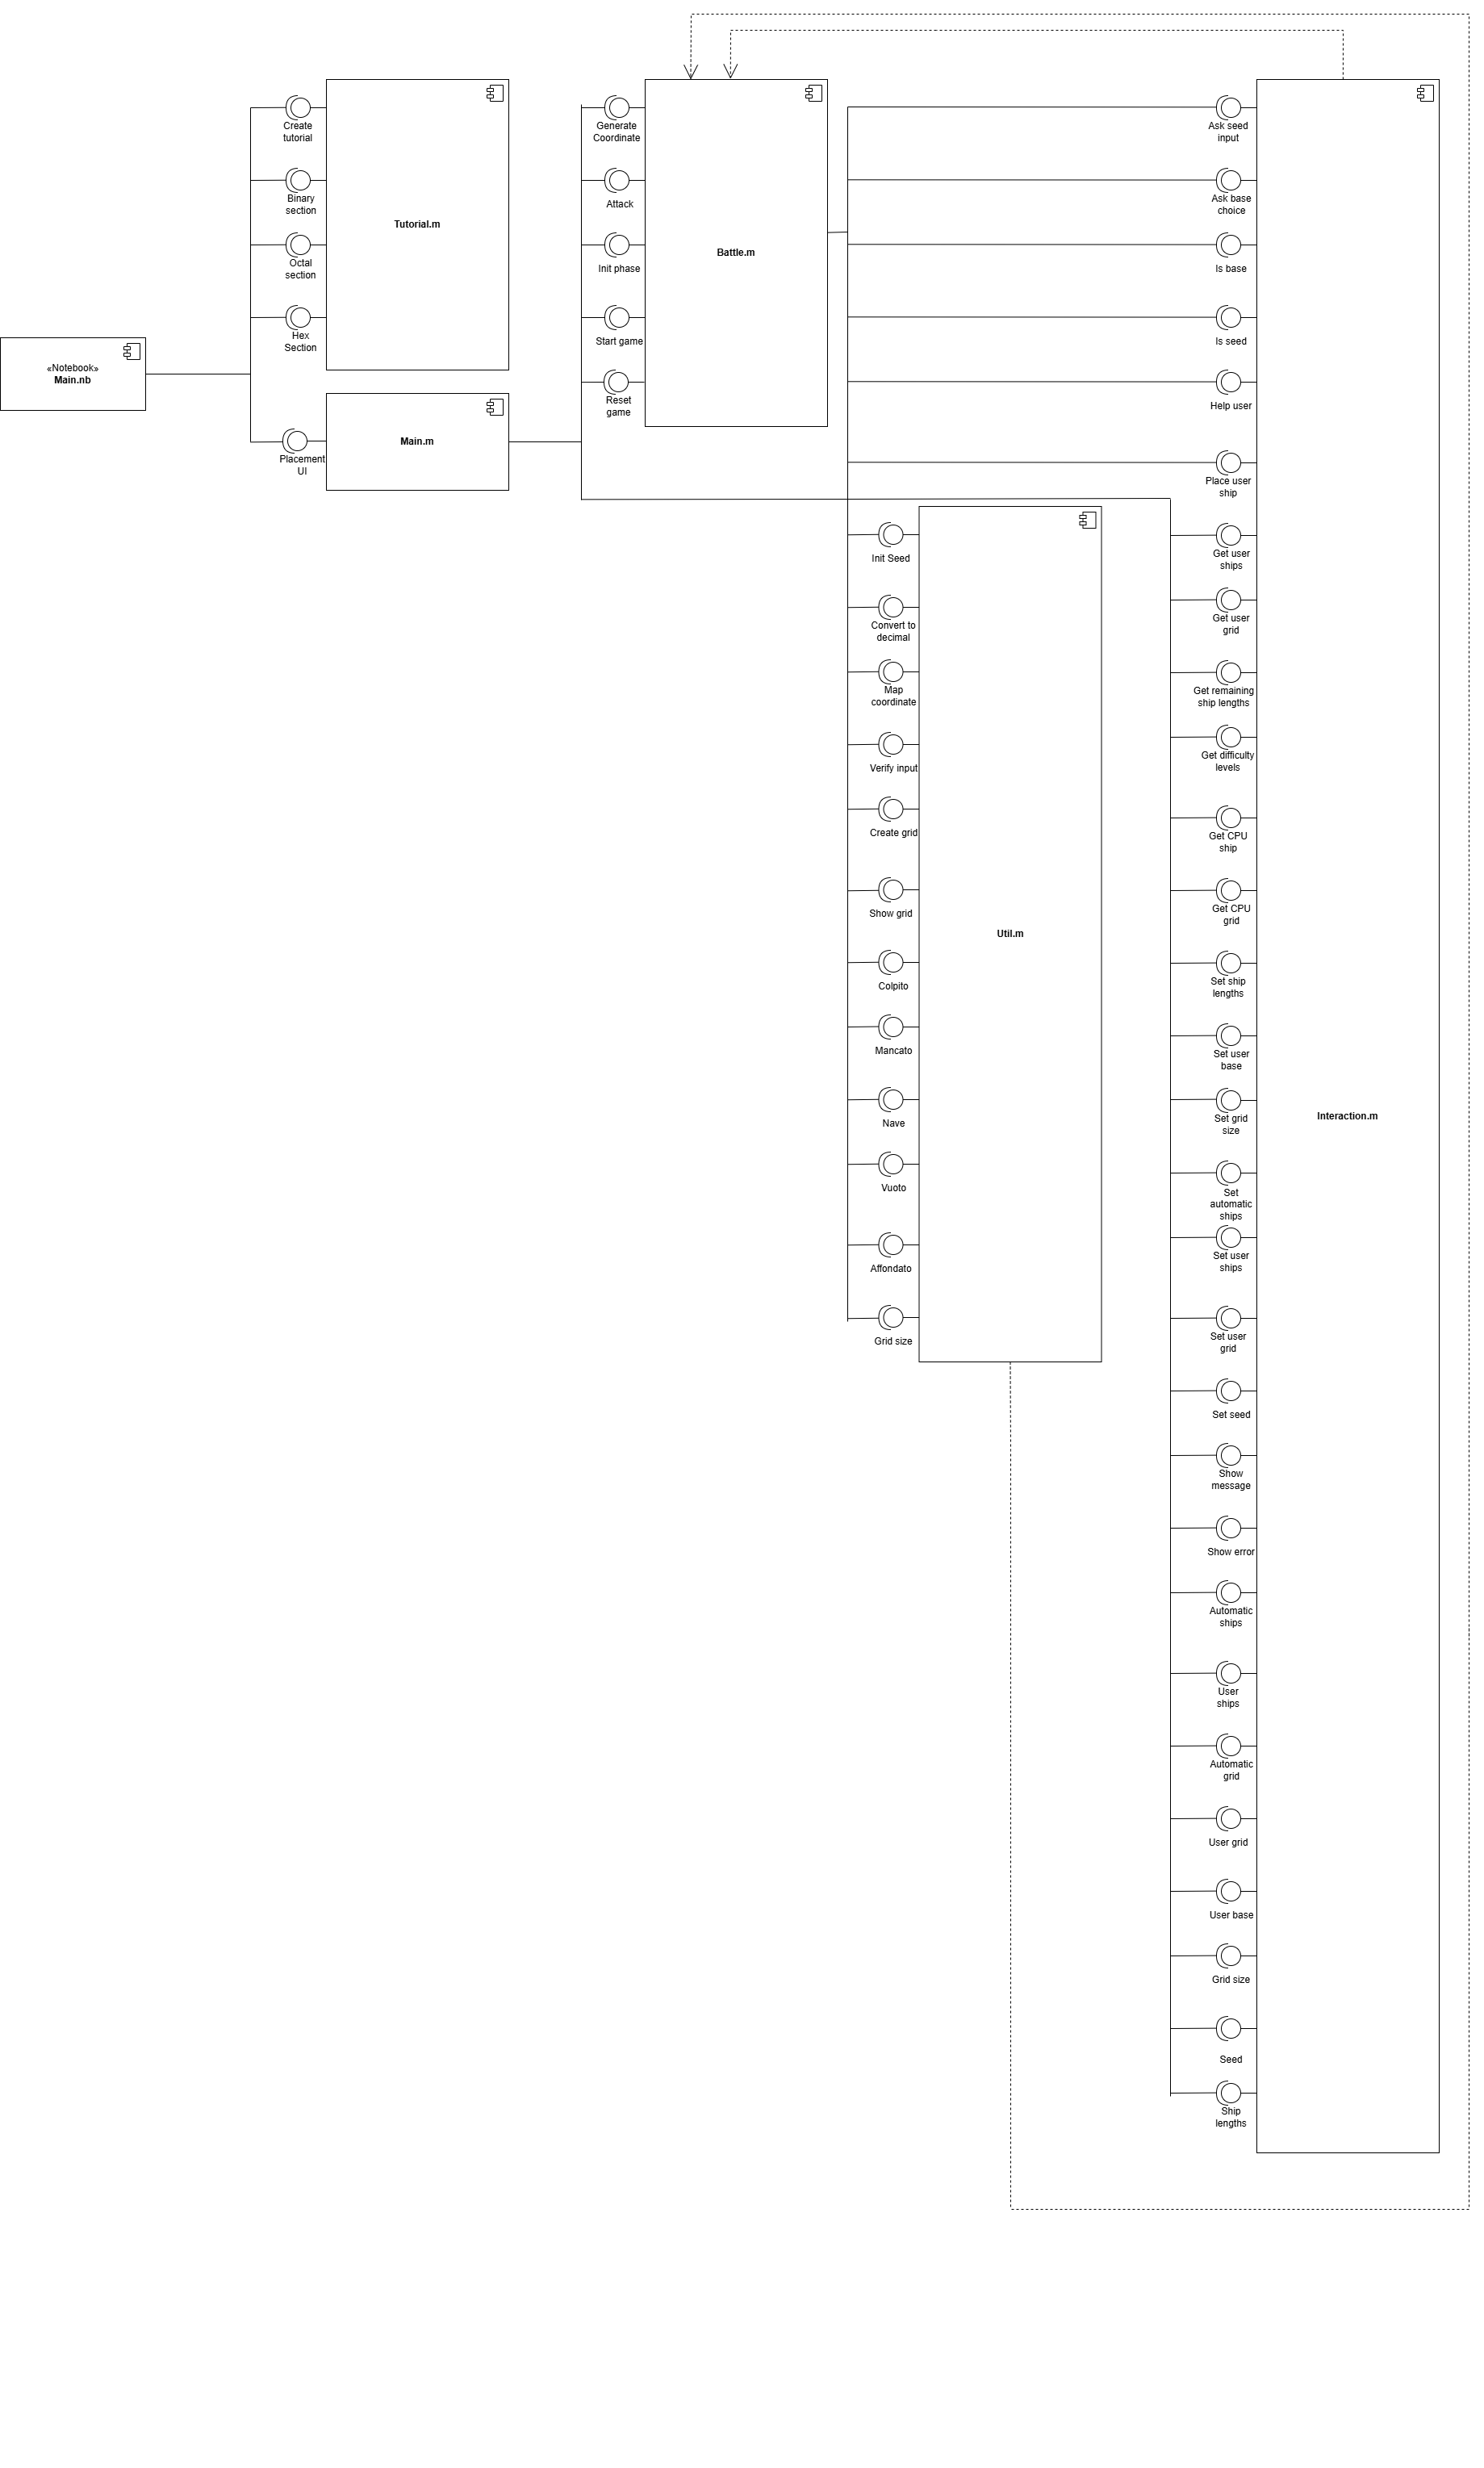 Create
tutorial
Binary
section
Octal
section
Hex
Section
Tutorial.m
«Notebook»
Main.nb
Placement
UI
Main.m
Generate
Coordinate
Attack
Init phase
Start game
Reset
game
Battle.m
Ask seed
input
Ask base
choice
Is base
Is seed
Help user
Place user
ship
Init Seed
Convert to
decimal
Map
coordinate
Verify input
Create grid
Show grid
Colpito
Mancato
Nave
Vuoto
Affondato
Grid size
Util.m
Get user
ships
Get user
grid
Get remaining
ship lengths
Get difficulty
levels
Get CPU
ship
Get CPU
grid
Set ship
lengths
Set user
base
Set grid
size
Set
automatic
ships
Set user
ships
Set user
grid
Set seed
Show
message
Show error
Automatic
ships
User
ships
Automatic
grid
User grid
User base
Grid size
Seed
Ship
lengths
Interaction.m